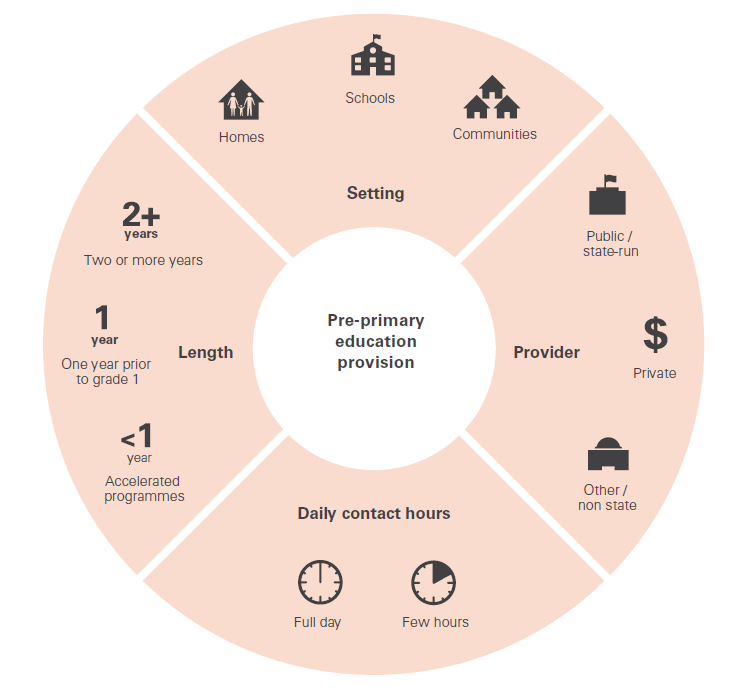 Schools
Homes
Communities
Setting
2+
years
Two or more years
1
year
One year prior
to grade 1
<1
year
Accelerated
programmes
Length
Pre-primary
education
provision
Provider
Public /
state-run
$
Private
Other /
non state
Daily contact hours
Full day
Few hours